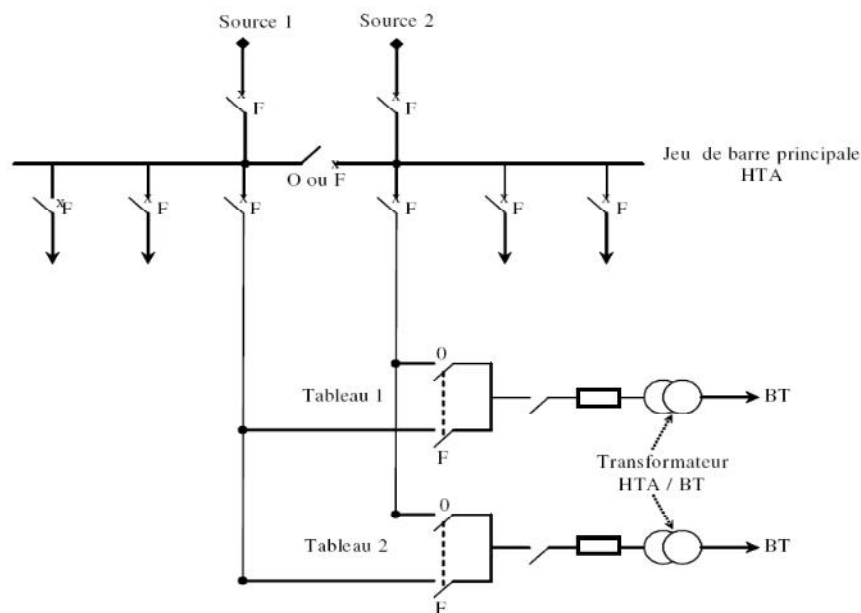 Source 1
Source 2
F
F
Jeu de barre principale
HTA
O ou F
F
F
F
F
F
F
0
Tableau 1
BT
F
Transformateur
HTA / BT
0
Tableau 2
BT
F